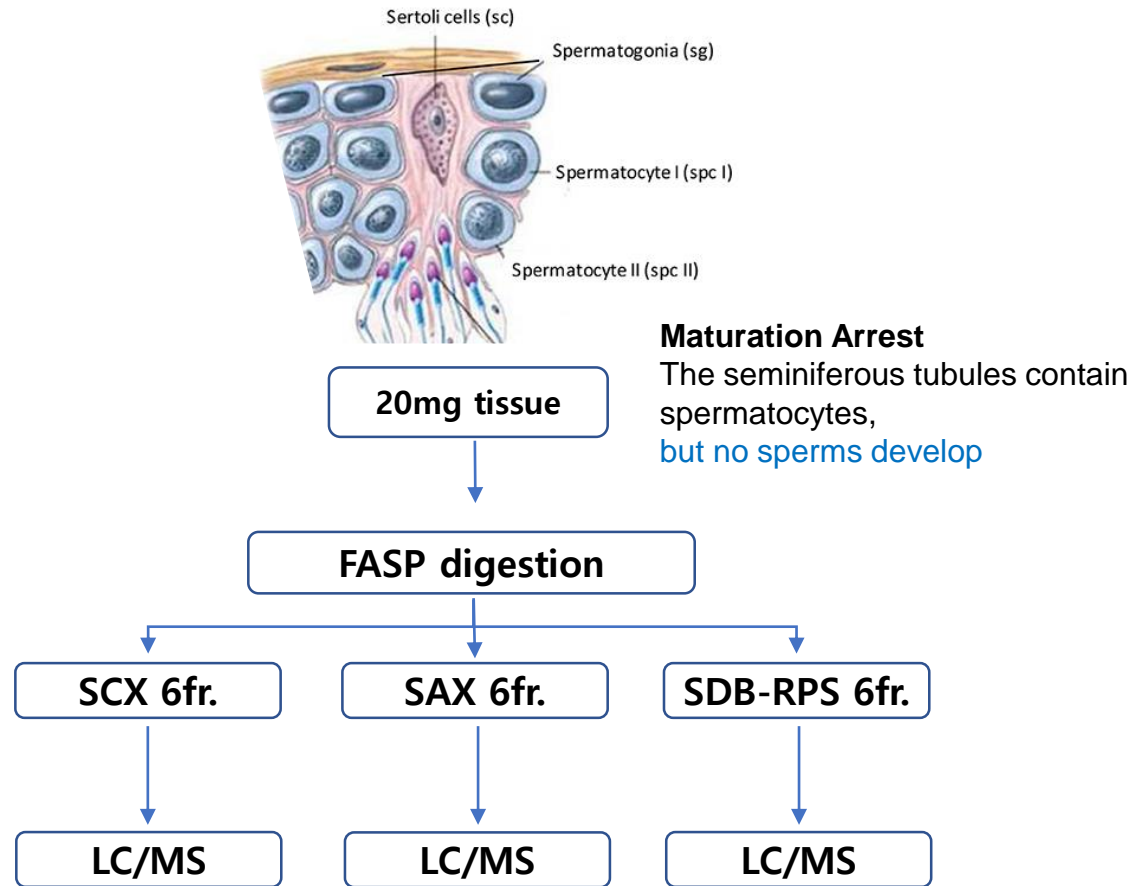 Sertoli cells (sc)
Spermatogonia (sg)
Spermatocyte I (spc I)
Spermatocyte II (spc II)
Maturation Arrest
The seminiferous tubules contain
spermatocytes,
but no sperms develop
20mg tissue
FASP digestion
SCX 6fr.
SAX 6fr.
SDB-RPS 6fr.
LC/MS
LC/MS
LC/MS